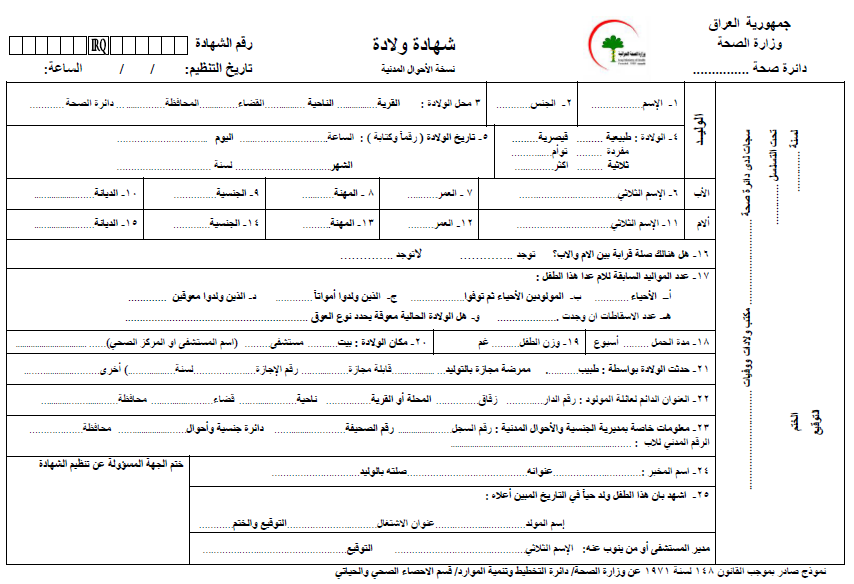 جمهورية العراق
وزارة الصحة
دائرة صحة ...............
شهادة ولادة
نسخة الأحوال المدنية
رقم الشهادة IRQ
تاريخ التنظيم: / / الساعة:
الوليد
١- الإسم................
٢- الجنس............
٣ محل الولادة : القرية................ الناحية................القضاء................المحافظة................ دائرة الصحة............
٤- الولادة : طبيعية ......... قيصرية .........
مفردة ......... توأم.........
ثلاثية ......... اكثر.........
٥- تاريخ الولادة ( رقماً وكتابة ) : الساعة........................ اليوم ........................
الشهر........................ لسنة ................
الأب
٦- الإسم الثلاثي........................
٧ - العمر............
٨ - المهنة............
٩- الجنسية............
١٠- الديانة............
الام
١١ - الإسم الثلاثي........................
١٢- العمر............
١٣- المهنة............
١٤- الجنسية............
١٥- الديانة............
١٦- هل هنالك صلة قرابة بين الام والاب؟ توجد ............. لاتوجد .............
١٧- عدد المواليد السابقة للام عدا هذا الطفل :
أ- الأحياء ............ ب- المولودين الأحياء ثم توفوا................ ج- الذين ولدوا أمواتاً............ د- الذين ولدوا معوقين ............
هـ- عدد الاسقاطات ان وجدت ................ و- هل الولادة الحالية معوقة يحدد نوع العوق ................................
١٨- مدة الحمل ......... أسبوع
١٩- وزن الطفل ......... غم
٢٠- مكان الولادة : بيت......... مستشفى......... (اسم المستشفى او المركز الصحي)................
٢١- حدثت الولادة بواسطة : طبيب............ ممرضة مجازة بالتوليد............ قابلة مجازة............ رقم الإجازة................لسنة............) أخرى................
٢٢- العنوان الدائم لعائلة المولود : رقم الدار............ زقاق............ المحلة أو القرية ............ ناحية ............ قضاء............ محافظة................
٢٣- معلومات خاصة بمديرية الجنسية والأحوال المدنية : رقم السجل................ رقم الصحيفة................ دائرة جنسية وأحوال................ محافظة................
الرقم المدني للاب : ................................
ختم الجهة المسؤولة عن تنظيم الشهادة
٢٤- اسم المخبر : ........................عنوانه........................صلته بالوليد........................
٢٥- اشهد بان هذا الطفل ولد حياً في التاريخ المبين أعلاه :
إسم المولد ........................عنوان الاشتغال........................التوقيع والختم............
مدير المستشفى أو من ينوب عنه: الإسم الثلاثي ........................ التوقيع ........................
سجلت لدى دائرة صحة ................ مكتب ولادات ووفيات ................
تحت التسلسل ............
لسنة ............
الختم
التوقيع
نموذج صادر بموجب القانون ١٤٨ لسنة ١٩٧١ عن وزارة الصحة/ دائرة التخطيط وتنمية الموارد/ قسم الاحصاء الصحي والحياتي